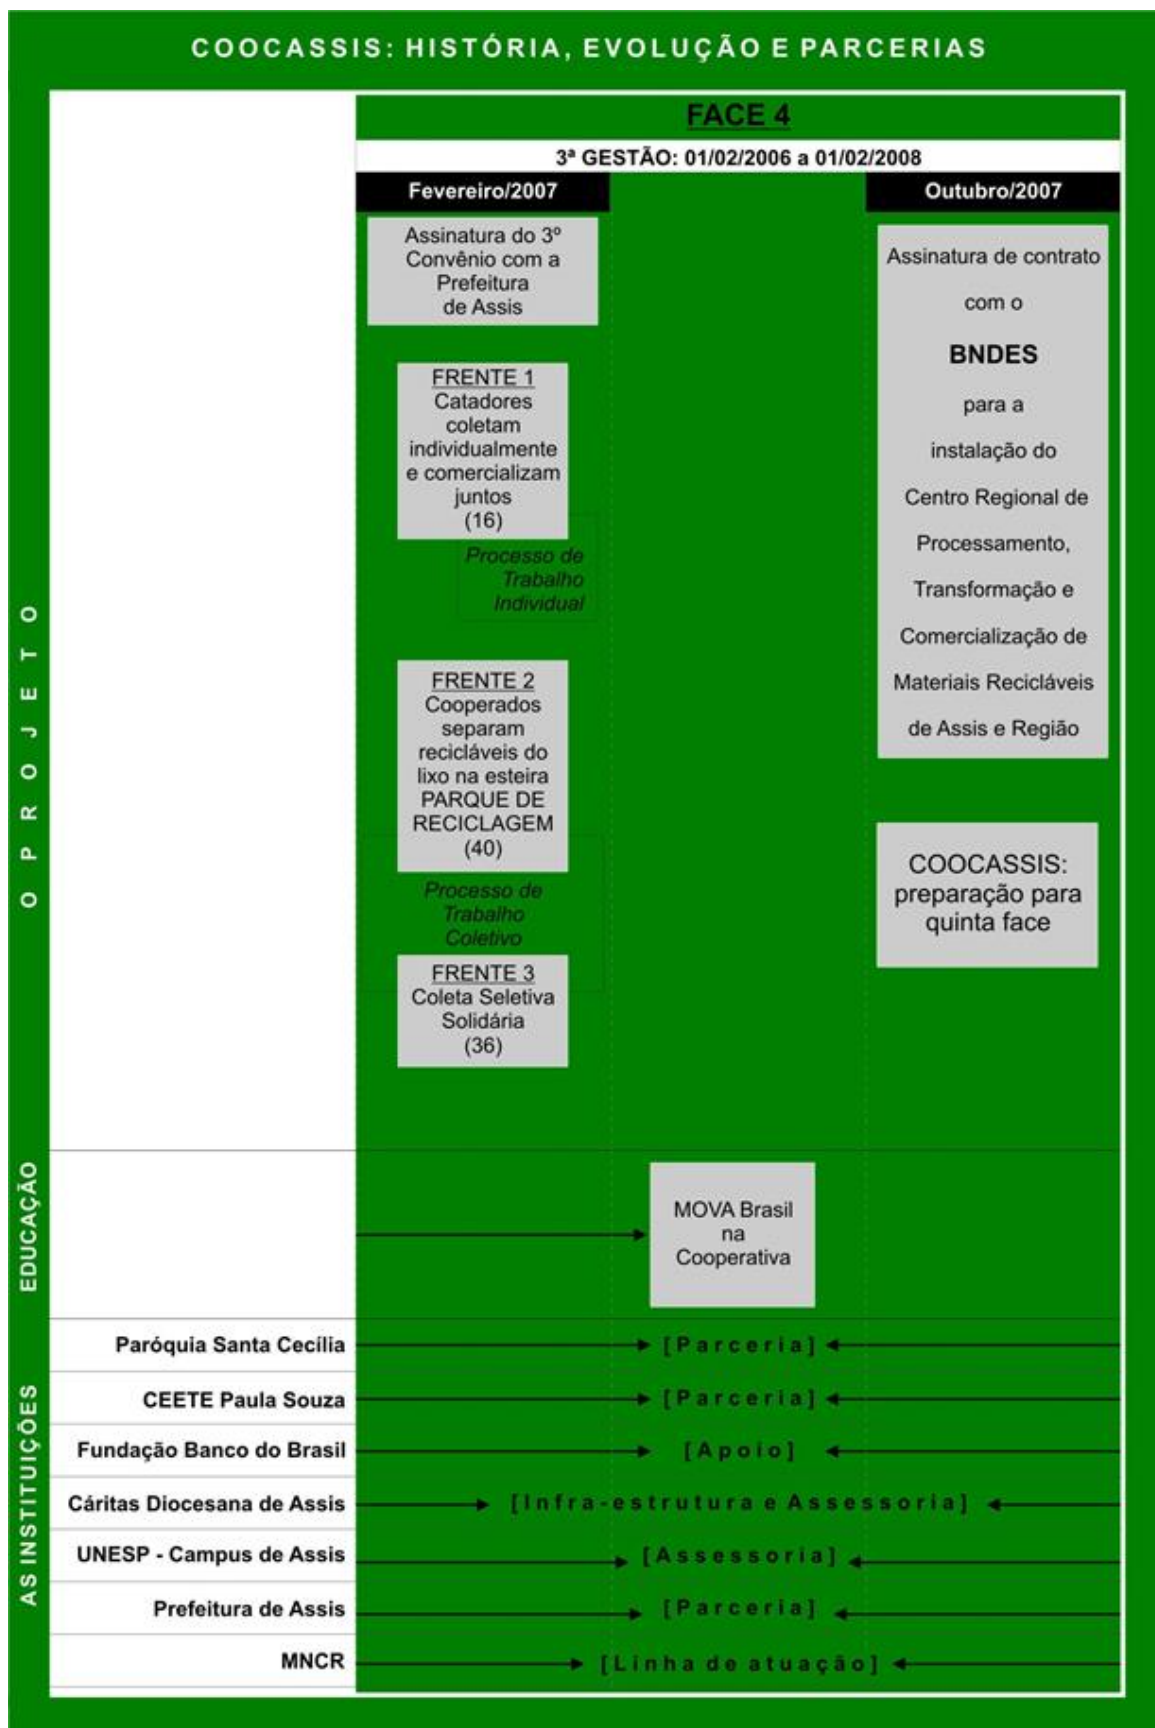 COOCASSIS: HISTÓRIA, EVOLUÇÃO E PARCERIAS
FACE 4
3ª GESTÃO: 01/02/2006 a 01/02/2008
Fevereiro/2007
Outubro/2007
O PROJETO
Assinatura do 3º
Convênio com a
Prefeitura
de Assis
FRENTE 1
Catadores
coletam
individualmente
e comercializam
juntos
(16)
Processo de
Trabalho
Individual
FRENTE 2
Cooperados
separam
recicláveis do
lixo na esteira
PARQUE DE
RECICLAGEM
(40)
Processo de
Trabalho
Coletivo
FRENTE 3
Coleta Seletiva
Solidária
(36)
Assinatura de contrato
com o
BNDES
para a
instalação do
Centro Regional de
Processamento,
Transformação e
Comercialização de
Materiais Recicláveis
de Assis e Região
COOCASSIS:
preparação para
quinta face
EDUCAÇÃO
MOVA Brasil
na
Cooperativa
AS INSTITUIÇÕES
Paróquia Santa Cecília [Parceria]
CEETE Paula Souza [Parceria]
Fundação Banco do Brasil [Apoio]
Cáritas Diocesana de Assis [Infra-estrutura e Assessoria]
UNESP - Campus de Assis [Assessoria]
Prefeitura de Assis [Parceria]
MNCR [Linha de atuação]